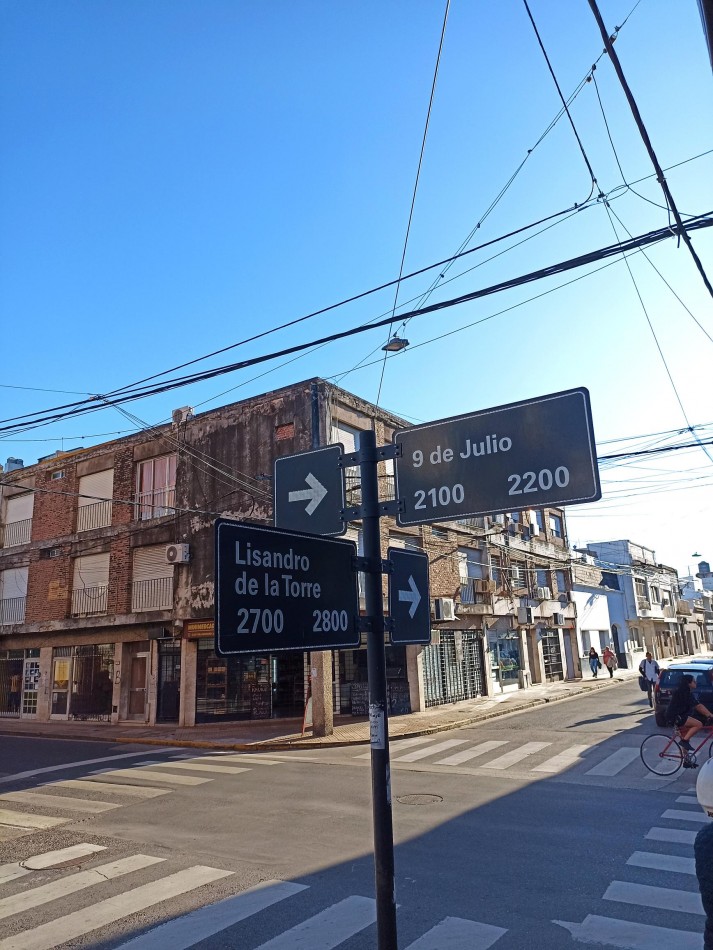 9 de Julio
2100 2200
Lisandro
de la Torre
2700 2800